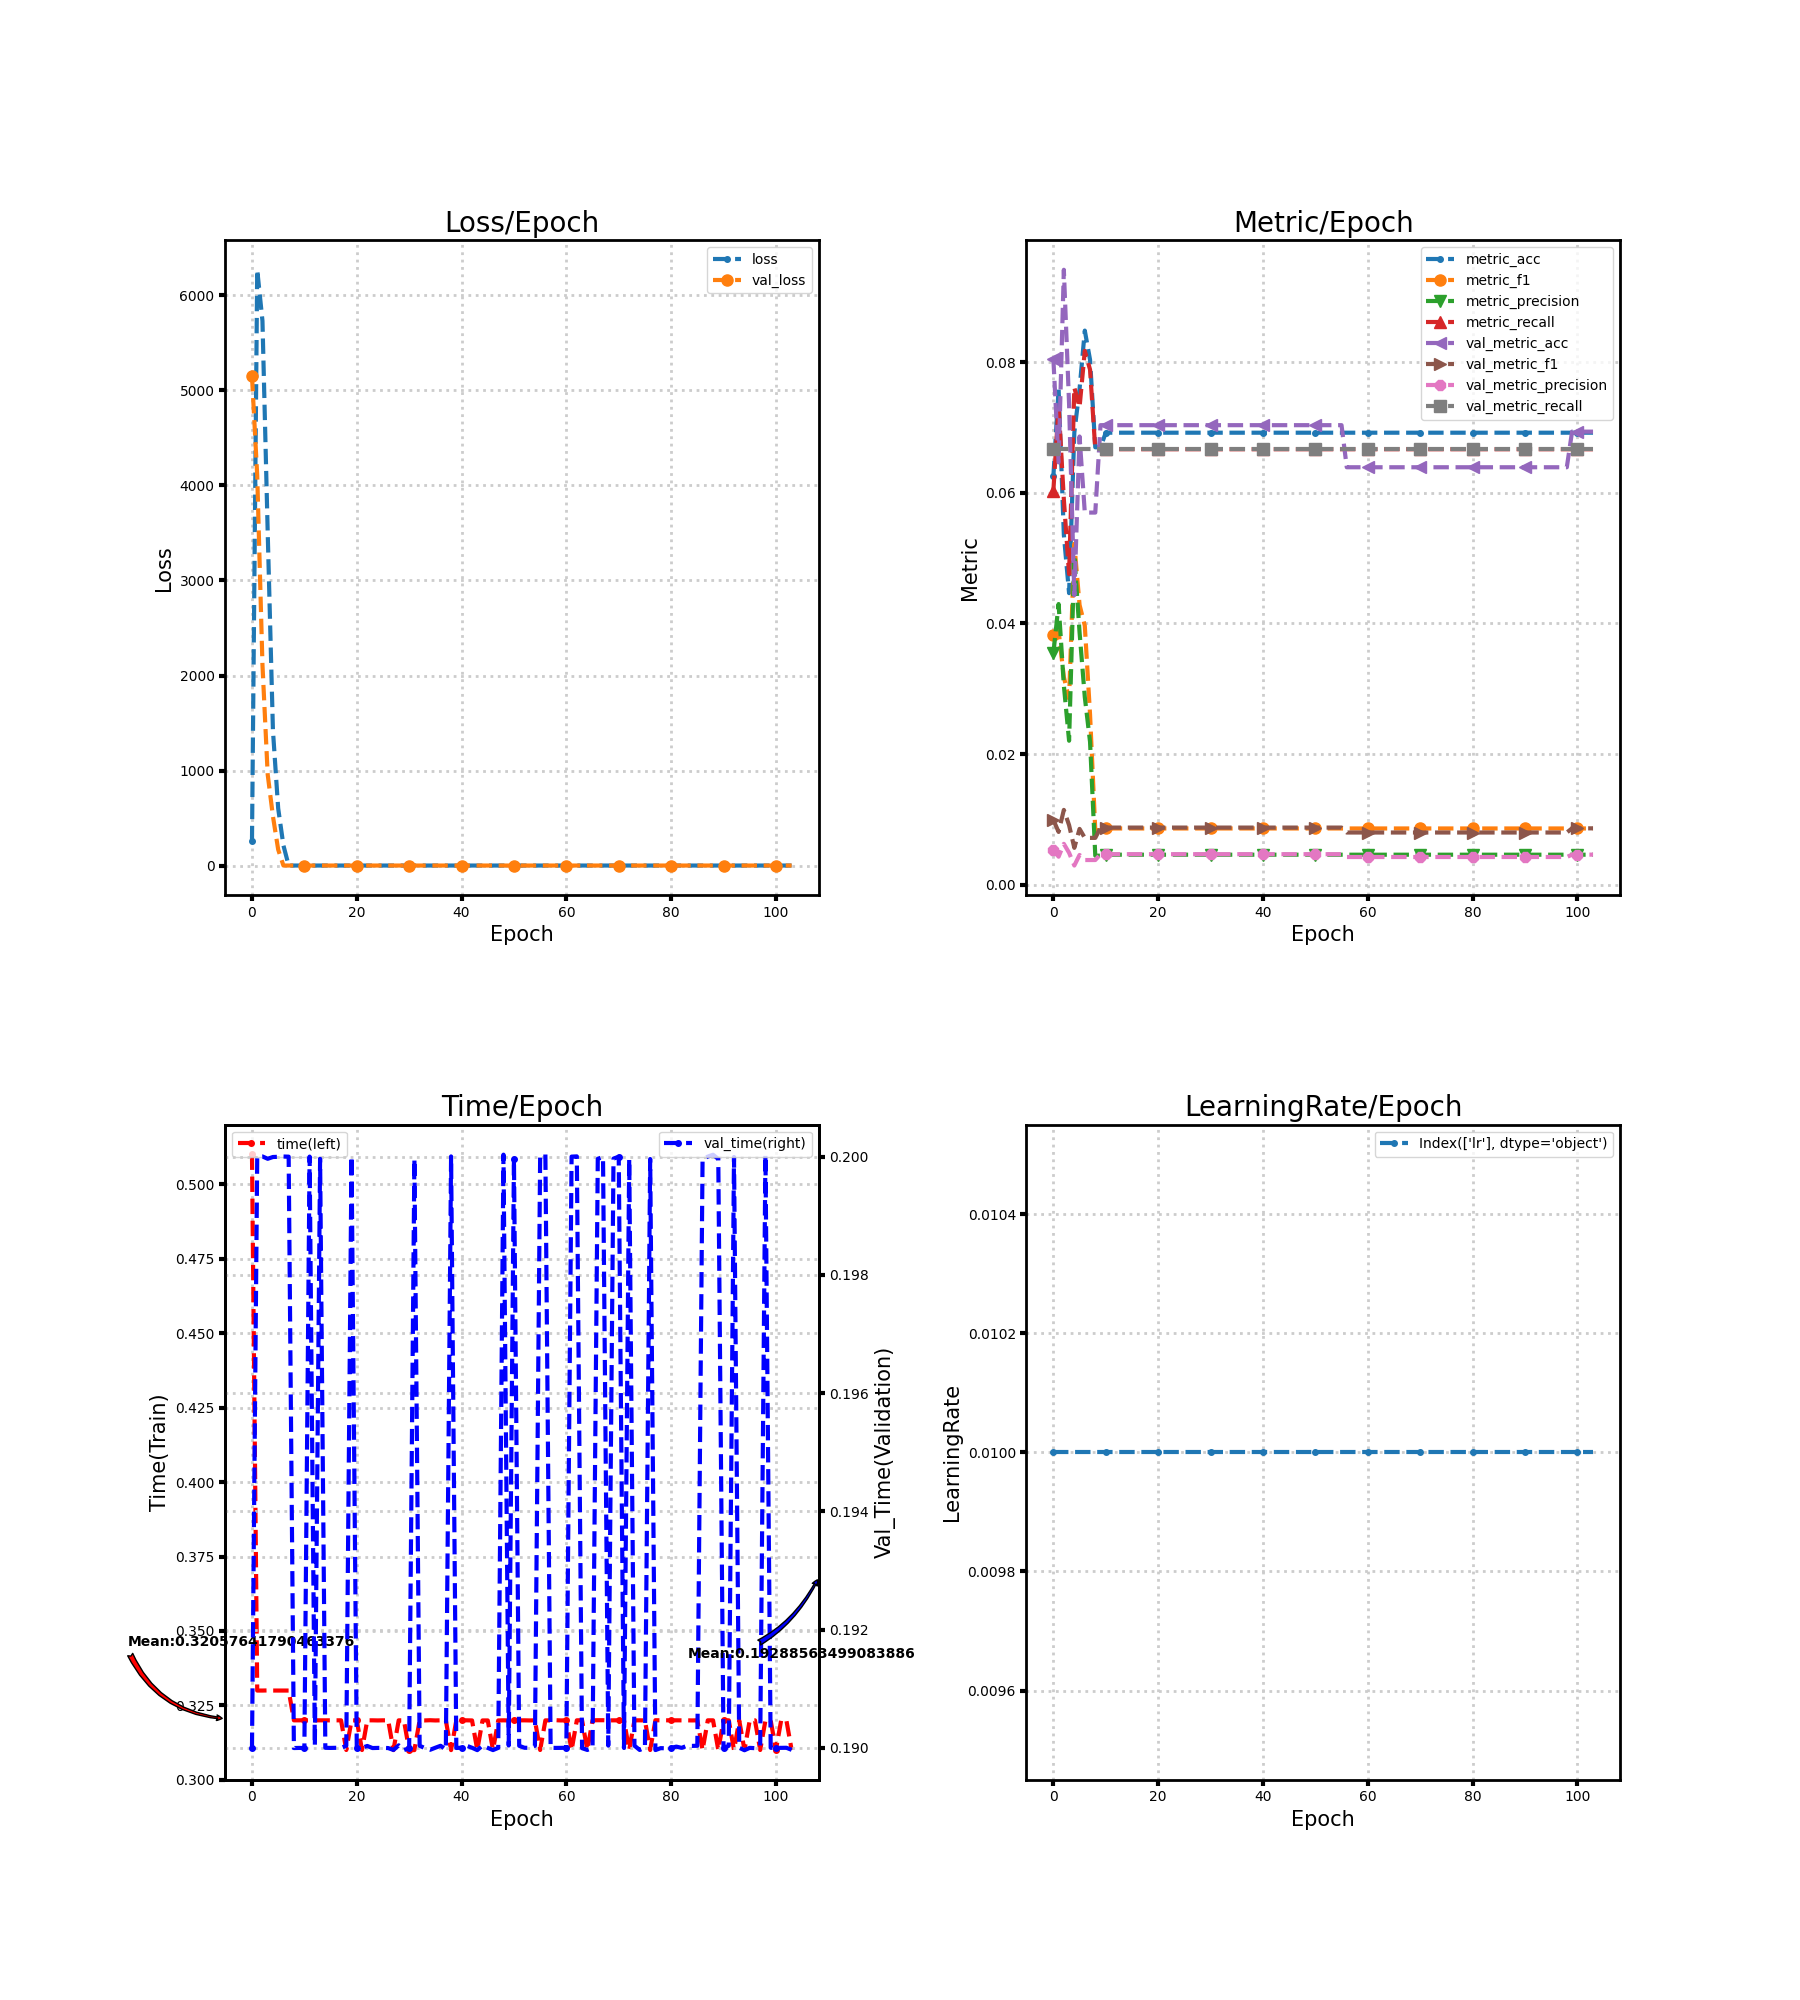 Loss/Epoch
loss
val_loss
6000
5000
4000
3000
2000
1000
0
Loss
0 20 40 60 80 100
Epoch
Metric/Epoch
metric_acc
metric_f1
metric_precision
metric_recall
val_metric_acc
val_metric_f1
val_metric_precision
val_metric_recall
0.08
0.06
0.04
0.02
0.00
Metric
0 20 40 60 80 100
Epoch
Time/Epoch
time(left)
val_time(right)
0.500
0.475
0.450
0.425
0.400
0.375
0.350
0.325
0.300
Time(Train)
Mean:0.32057641790463376
0.200
0.198
0.196
0.194
0.192
0.190
Val_Time(Validation)
Mean:0.19288563499083886
0 20 40 60 80 100
Epoch
LearningRate/Epoch
Index(['lr'], dtype='object')
0.0104
0.0102
0.0100
0.0098
0.0096
LearningRate
0 20 40 60 80 100
Epoch